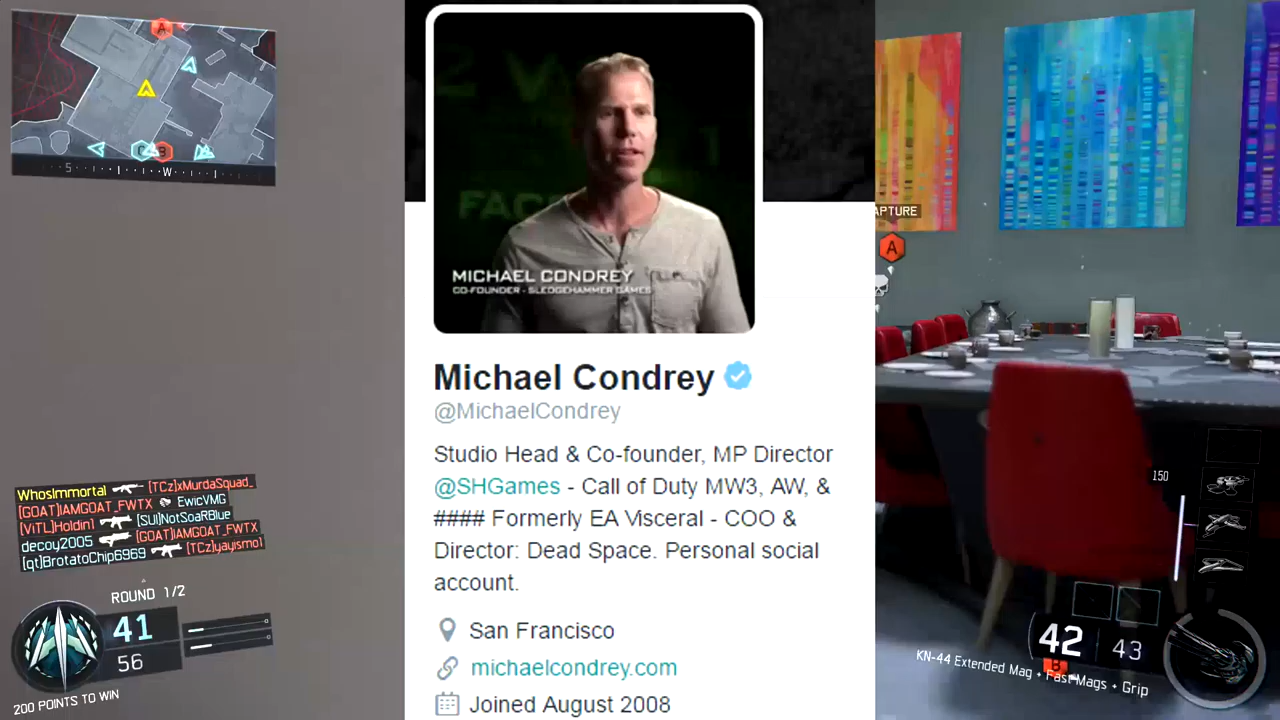 A
B
S
W
WhosImmortal [TCz]xMurdaSquad_
[GOAT]IAMGOAT_FWTX EwicVMG
[ViTL]Holdin1 [SUI]NotSoaRBlue
decoy2005 [GOAT]IAMGOAT_FWTX
[qt]BrotatoChip6969 [TCz]yayismo1
ROUND 1/2
41
56
200 POINTS TO WIN
MICHAEL CONDREY
CO-FOUNDER - SLEDGEHAMMER GAMES
Michael Condrey
@MichaelCondrey
Studio Head & Co-founder, MP Director
@SHGames - Call of Duty MW3, AW, &
#### Formerly EA Visceral - COO &
Director: Dead Space. Personal social
account.
San Francisco
michaelcondrey.com
Joined August 2008
APTURE
A
150
42 43
B
KN-44 Extended Mag + Fast Mags + Grip